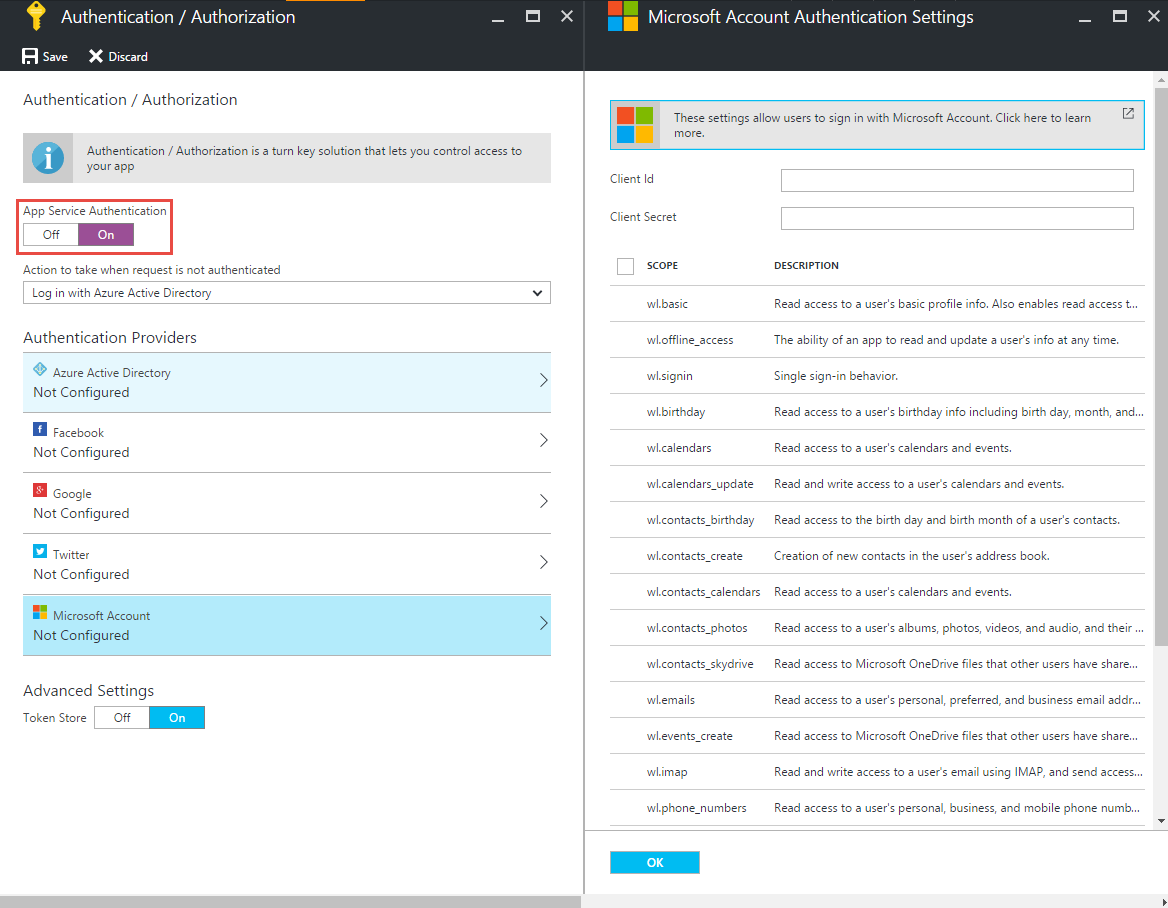 Authentication / Authorization
Save Discard
Authentication / Authorization
Authentication / Authorization is a turn key solution that lets you control access to
your app
App Service Authentication
Off On
Action to take when request is not authenticated
Log in with Azure Active Directory
Authentication Providers
Azure Active Directory
Not Configured
Facebook
Not Configured
Google
Not Configured
Twitter
Not Configured
Microsoft Account
Not Configured
Advanced Settings
Token Store Off On
Microsoft Account Authentication Settings
These settings allow users to sign in with Microsoft Account. Click here to learn
more.
Client Id
Client Secret
SCOPE DESCRIPTION
wl.basic Read access to a user's basic profile info. Also enables read access t...
wl.offline_access The ability of an app to read and update a user's info at any time.
wl.signin Single sign-in behavior.
wl.birthday Read access to a user's birthday info including birth day, month, and...
wl.calendars Read access to a user's calendars and events.
wl.calendars_update Read and write access to a user's calendars and events.
wl.contacts_birthday Read access to the birth day and birth month of a user's contacts.
wl.contacts_create Creation of new contacts in the user's address book.
wl.contacts_calendars Read access to a user's calendars and events.
wl.contacts_photos Read access to a user's albums, photos, videos, and audio, and their ...
wl.contacts_skydrive Read access to Microsoft OneDrive files that other users have share...
wl.emails Read access to a user's personal, preferred, and business email addr...
wl.events_create Read access to Microsoft OneDrive files that other users have share...
wl.imap Read and write access to a user's email using IMAP, and send access...
wl.phone_numbers Read access to a user's personal, business, and mobile phone numb...
OK